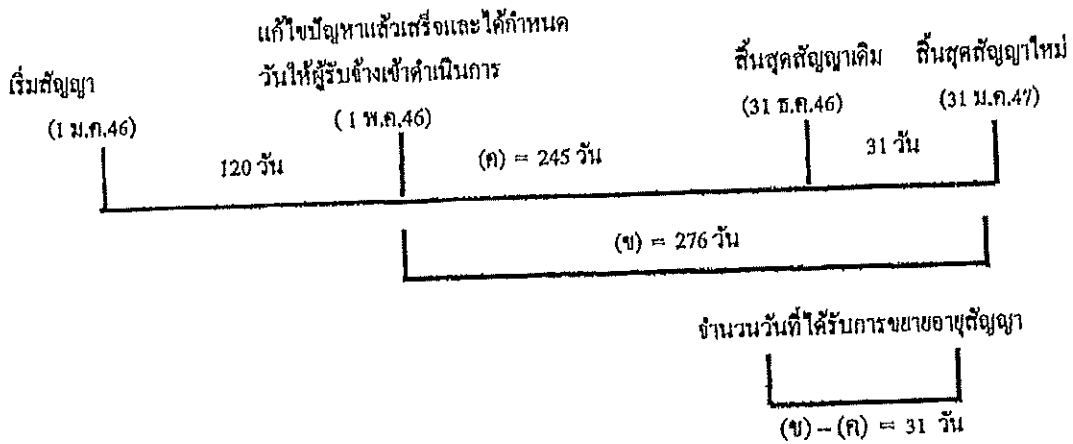 แก้ไขปัญหาแล้วเสร็จและได้กำหนด
วันให้ผู้รับจ้างเข้าดำเนินการ
เริ่มสัญญา
สิ้นสุดสัญญาเดิม
สิ้นสุดสัญญาใหม่
(1 ม.ค.46)
( 1 พ.ค.46)
(31 ธ.ค.46)
(31 ม.ค.47)
120 วัน
(ค) = 245 วัน
31 วัน
(ข) = 276 วัน
จำนวนวันที่ได้รับการขยายอายุสัญญา
(ข) – (ค) = 31 วัน